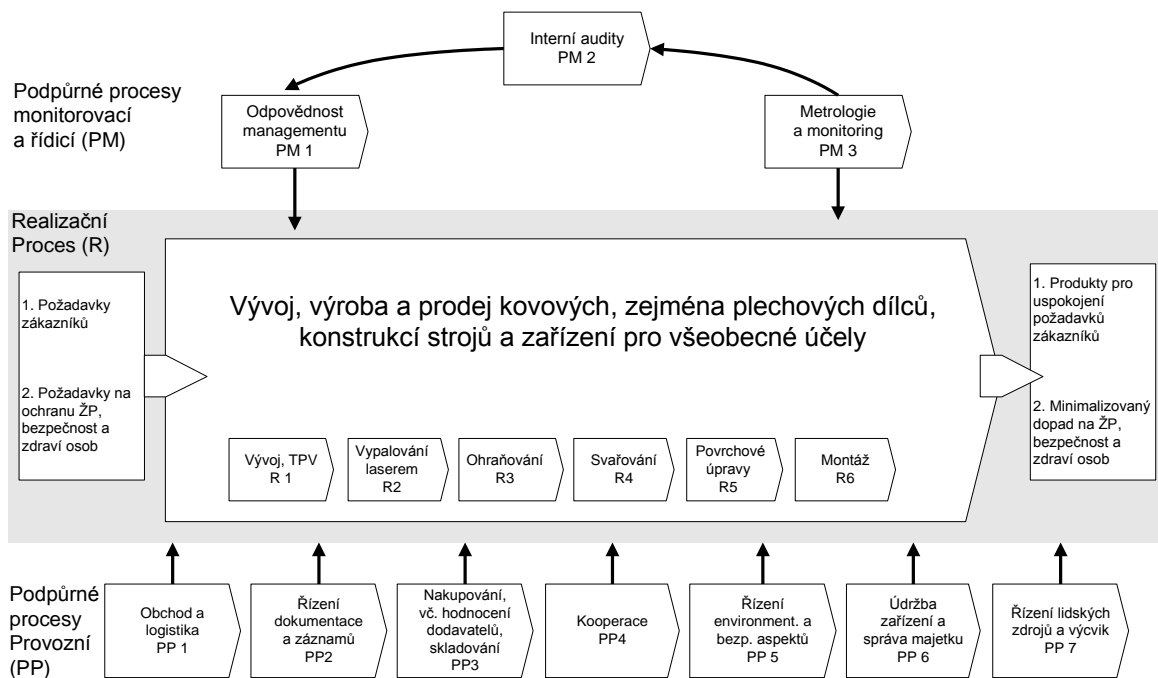 Interní audity
PM 2
Podpůrné procesy
monitorovací
a řídicí (PM)
Odpovědnost
managementu
PM 1
Metrologie
a monitoring
PM 3
Realizační
Proces (R)
1. Požadavky
zákazníků
2. Požadavky na
ochranu ŽP,
bezpečnost a
zdraví osob
Vývoj, výroba a prodej kovových, zejména plechových dílců,
konstrukcí strojů a zařízení pro všeobecné účely
Vývoj, TPV
R 1
Vypalování
laserem
R2
Ohraňování
R3
Svařování
R4
Povrchové
úpravy
R5
Montáž
R6
1. Produkty pro
uspokojení
požadavků
zákazníků
2. Minimalizovaný
dopad na ŽP,
bezpečnost a
zdraví osob
Podpůrné
procesy
Provozní
(PP)
Obchod a
logistika
PP 1
Řízení
dokumentace
a záznamů
PP2
Nakupování,
vč. hodnocení
dodavatelů,
skladování
PP3
Kooperace
PP4
Řízení
environment. a
bezp. aspektů
PP 5
Údržba
zařízení a
správa majetku
PP 6
Řízení lidských
zdrojů a výcvik
PP 7